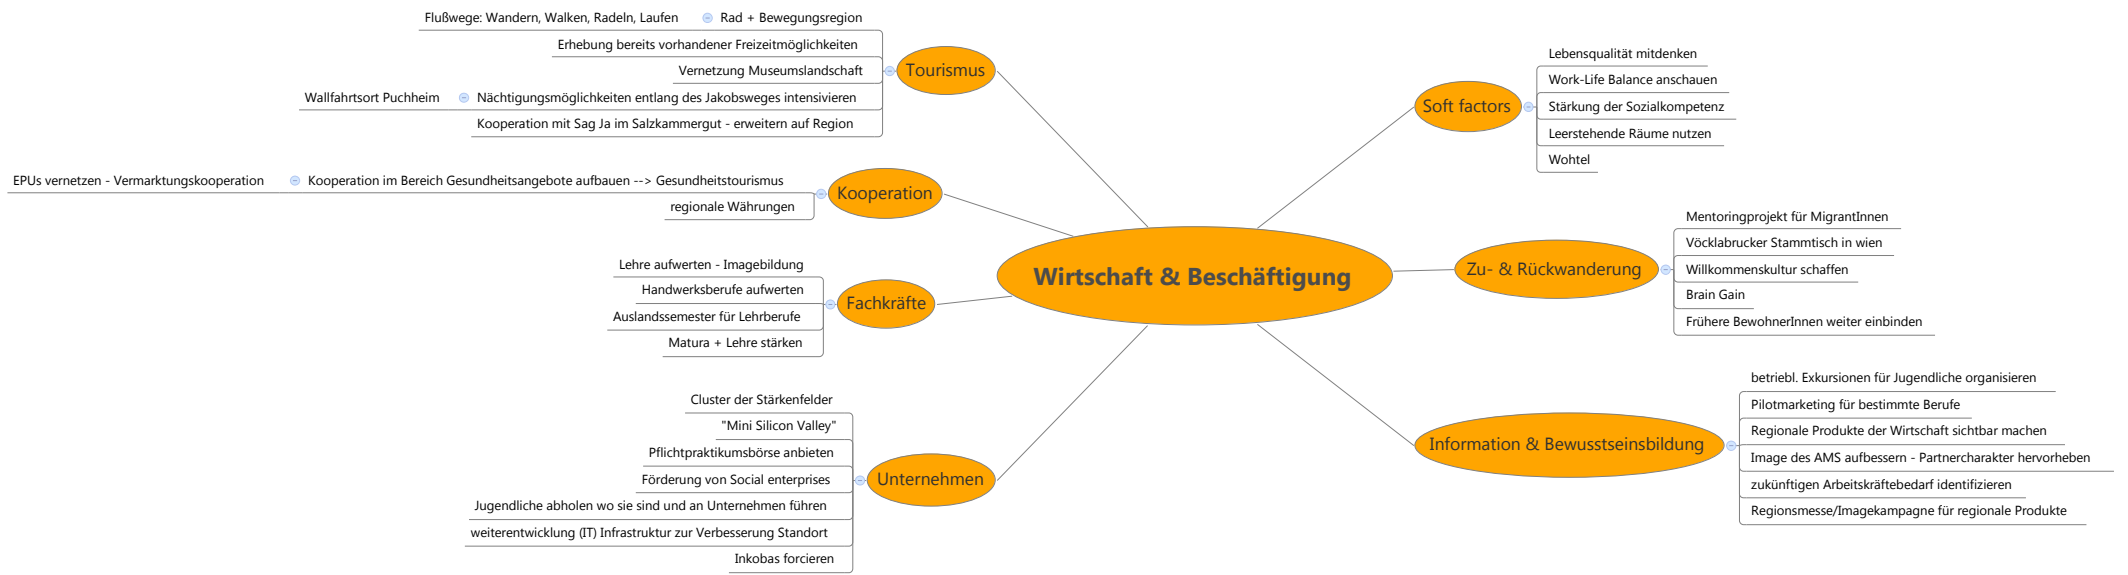 Wirtschaft & Beschäftigung
Tourismus
Flußwege: Wandern, Walken, Radeln, Laufen
Rad + Bewegungsregion
Erhebung bereits vorhandener Freizeitmöglichkeiten
Vernetzung Museumslandschaft
Wallfahrtsort Puchheim
Nächtigungsmöglichkeiten entlang des Jakobsweges intensivieren
Kooperation mit Sag Ja im Salzkammergut - erweitern auf Region
Kooperation
EPUs vernetzen - Vermarktungskooperation
Kooperation im Bereich Gesundheitsangebote aufbauen --> Gesundheitstourismus
regionale Währungen
Fachkräfte
Lehre aufwerten - Imagebildung
Handwerksberufe aufwerten
Auslandssemester für Lehrberufe
Matura + Lehre stärken
Unternehmen
Cluster der Stärkenfelder
"Mini Silicon Valley"
Pflichtpraktikumsbörse anbieten
Förderung von Social enterprises
Jugendliche abholen wo sie sind und an Unternehmen führen
weiterentwicklung (IT) Infrastruktur zur Verbesserung Standort
Inkobas forcieren
Soft factors
Lebensqualität mitdenken
Work-Life Balance anschauen
Stärkung der Sozialkompetenz
Leerstehende Räume nutzen
Wohtel
Zu- & Rückwanderung
Mentoringprojekt für MigrantInnen
Vöcklabrucker Stammtisch in wien
Willkommenskultur schaffen
Brain Gain
Frühere BewohnerInnen weiter einbinden
Information & Bewusstseinsbildung
betriebl. Exkursionen für Jugendliche organisieren
Pilotmarketing für bestimmte Berufe
Regionale Produkte der Wirtschaft sichtbar machen
Image des AMS aufbessern - Partnercharakter hervorheben
zukünftigen Arbeitskräftebedarf identifizieren
Regionsmesse/Imagekampagne für regionale Produkte